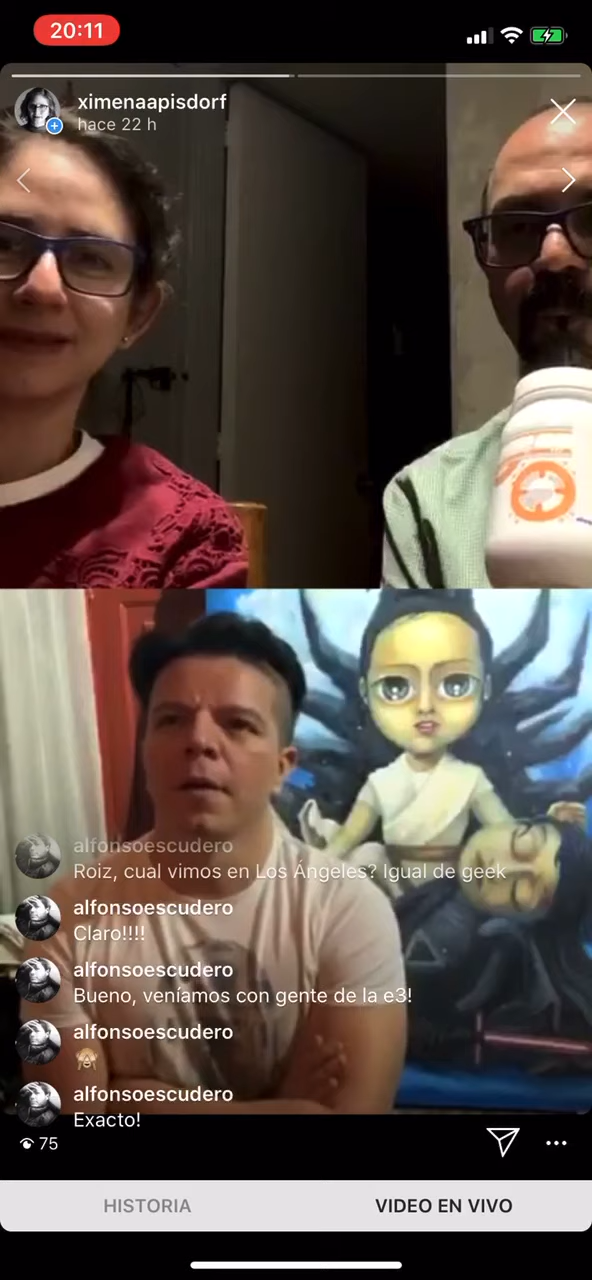 20:11
ximenaapisdorf
hace 22 h
alfonsoescudero
Roiz, cual vimos en Los Ángeles? Igual de geek
alfonsoescudero
Claro!!!!
alfonsoescudero
Bueno, veníamos con gente de la e3!
alfonsoescudero
🙈
alfonsoescudero
Exacto!
75
HISTORIA
VIDEO EN VIVO